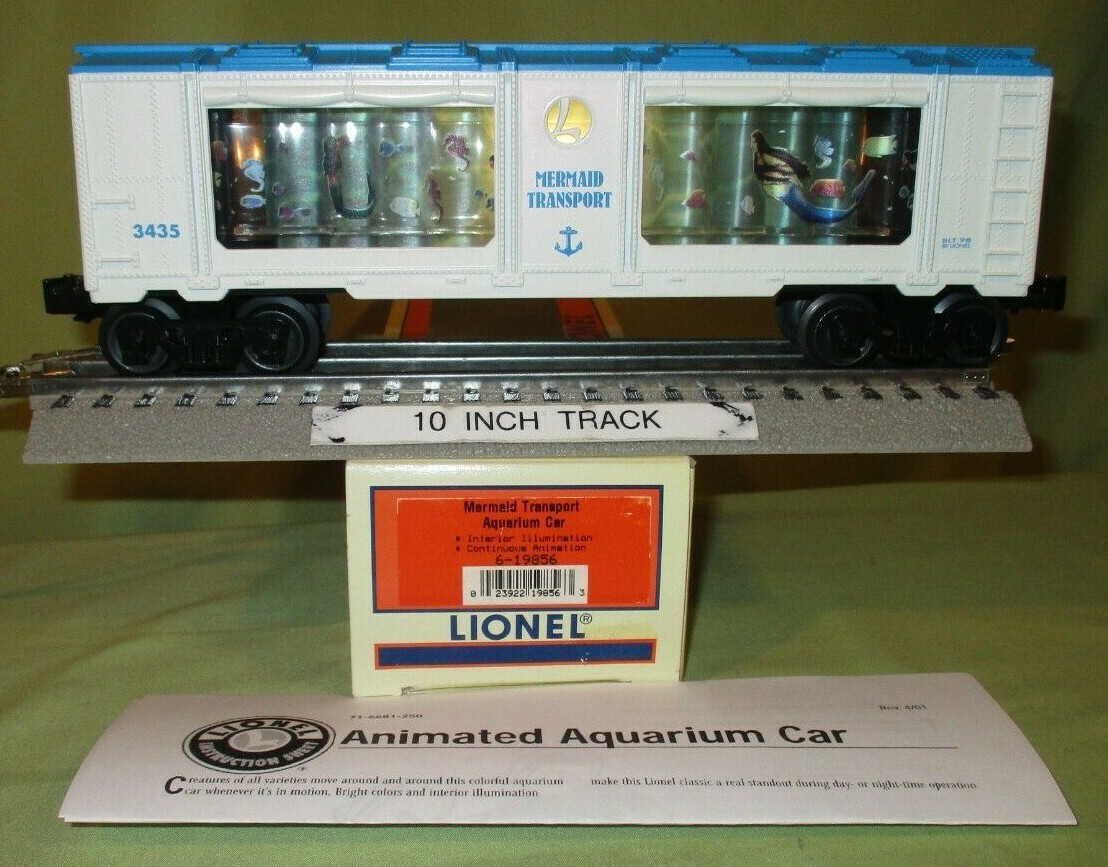 L
MERMAID
TRANSPORT
3435
BLT 98
BY LIONEL
10 INCH TRACK
Mermaid Transport
Aquarium Car
• Interior Illumination
• Continuous Animation
6-19856
0 23922 19856 3
LIONEL®
71-6681-250
Rev. 4/01
LIONEL
INSTRUCTION SHEET
®
Animated Aquarium Car
Creatures of all varieties move around and around this colorful aquarium
car whenever it's in motion. Bright colors and interior illumination
make this Lionel classic a real standout during day- or night-time operation.